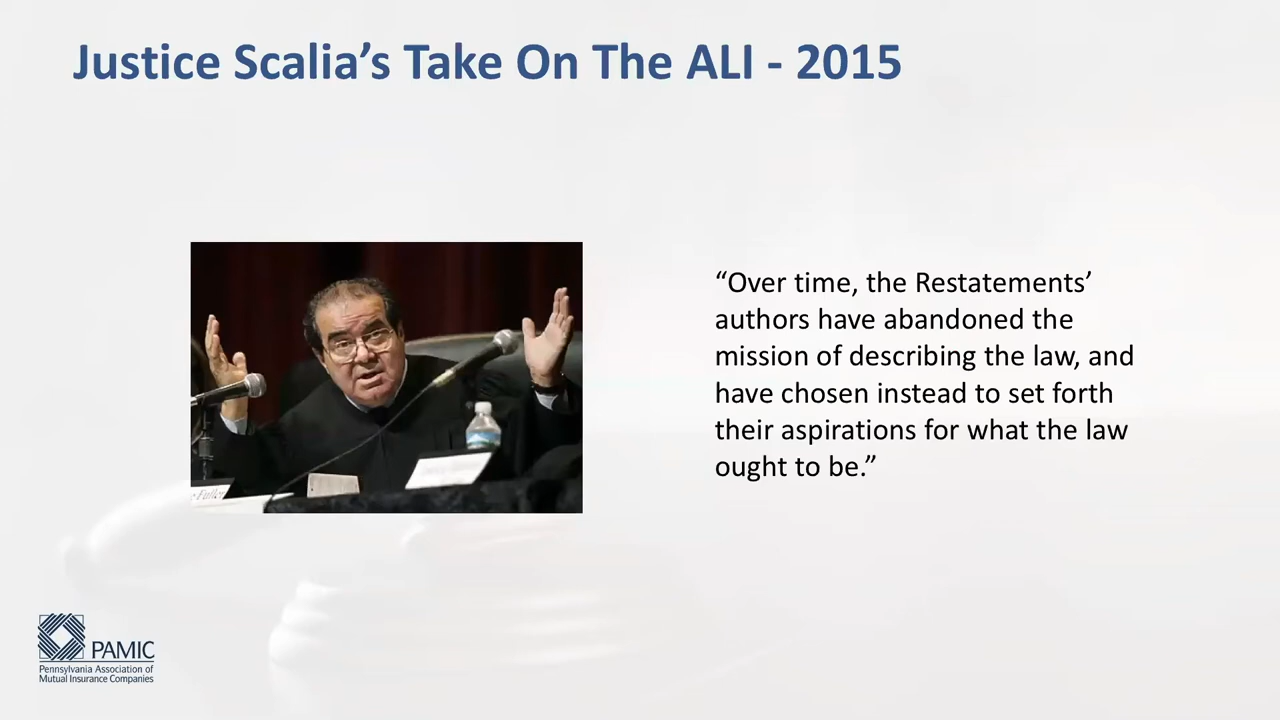 Justice Scalia’s Take On The ALI - 2015
“Over time, the Restatements’
authors have abandoned the
mission of describing the law, and
have chosen instead to set forth
their aspirations for what the law
ought to be.”
PAMIC
Pennsylvania Association of
Mutual Insurance Companies